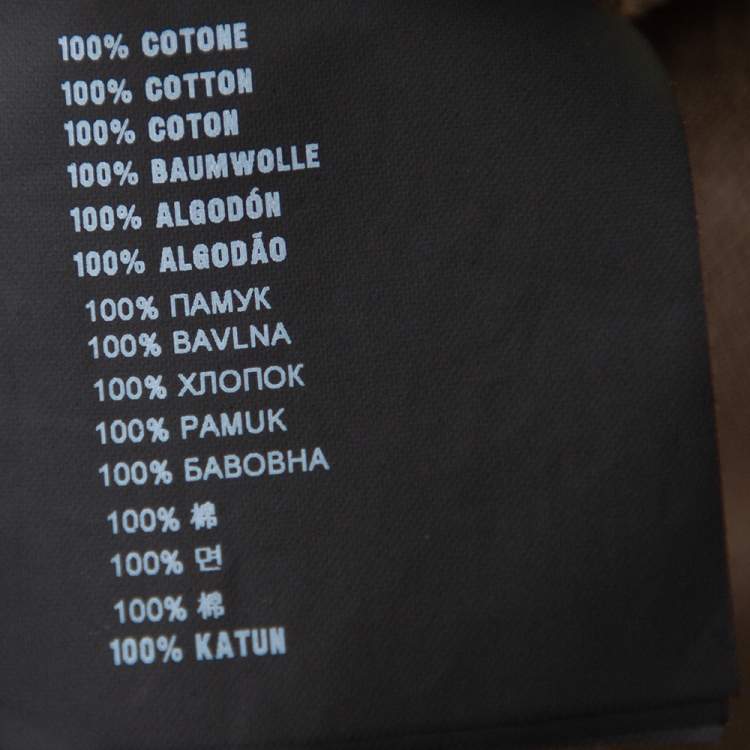 100% COTONE
100% COTTON
100% COTON
100% BAUMWOLLE
100% ALGODÓN
100% ALGODÃO
100% ПАМУК
100% BAVLNA
100% ХЛОПОК
100% PAMUK
100% БАВОВНА
100% 棉
100% 면
100% 棉
100% KATUN